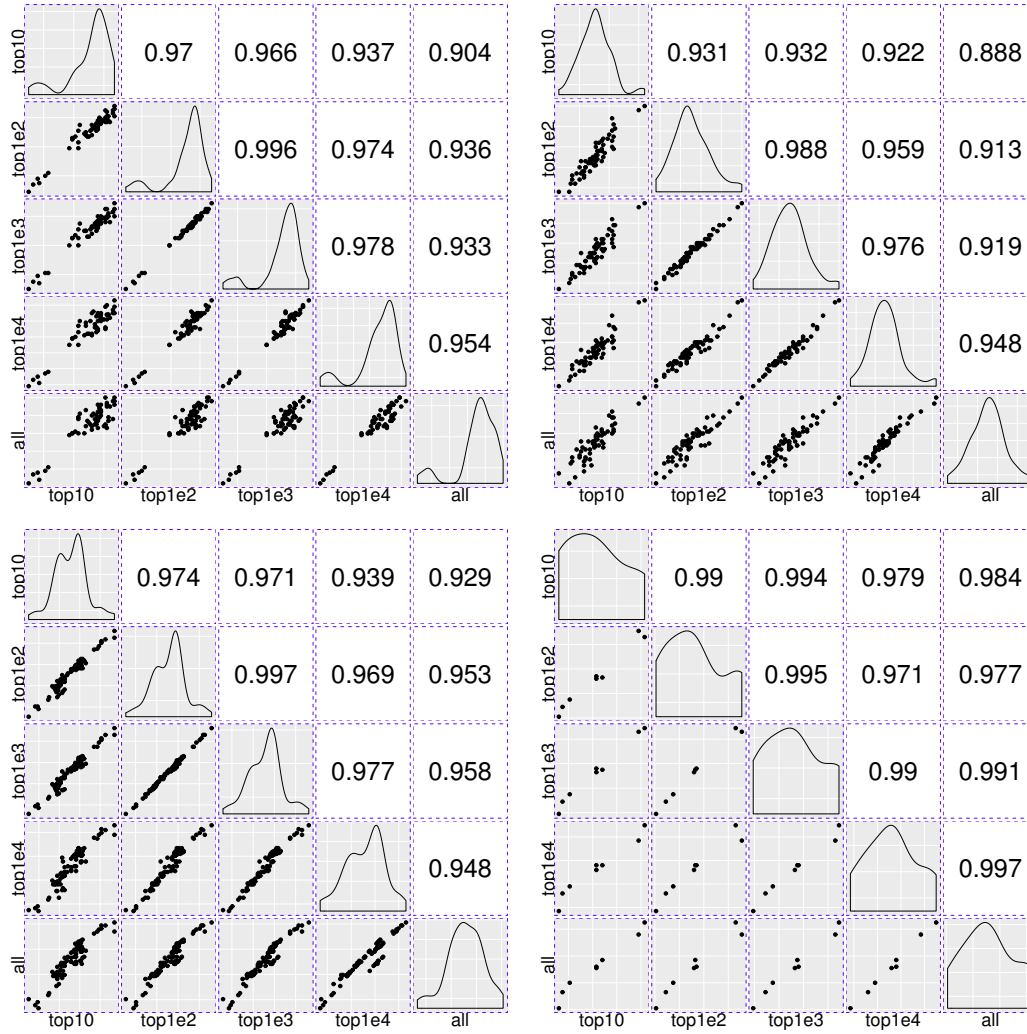 top10 0.97 0.966 0.937 0.904
top1e2 0.996 0.974 0.936
top1e3 0.978 0.933
top1e4 0.954
all
top10 top1e2 top1e3 top1e4 all
top10 0.931 0.932 0.922 0.888
top1e2 0.988 0.959 0.913
top1e3 0.976 0.919
top1e4 0.948
all
top10 top1e2 top1e3 top1e4 all
top10 0.974 0.971 0.939 0.929
top1e2 0.997 0.969 0.953
top1e3 0.977 0.958
top1e4 0.948
all
top10 top1e2 top1e3 top1e4 all
top10 0.99 0.994 0.979 0.984
top1e2 0.995 0.971 0.977
top1e3 0.99 0.991
top1e4 0.997
all
top10 top1e2 top1e3 top1e4 all